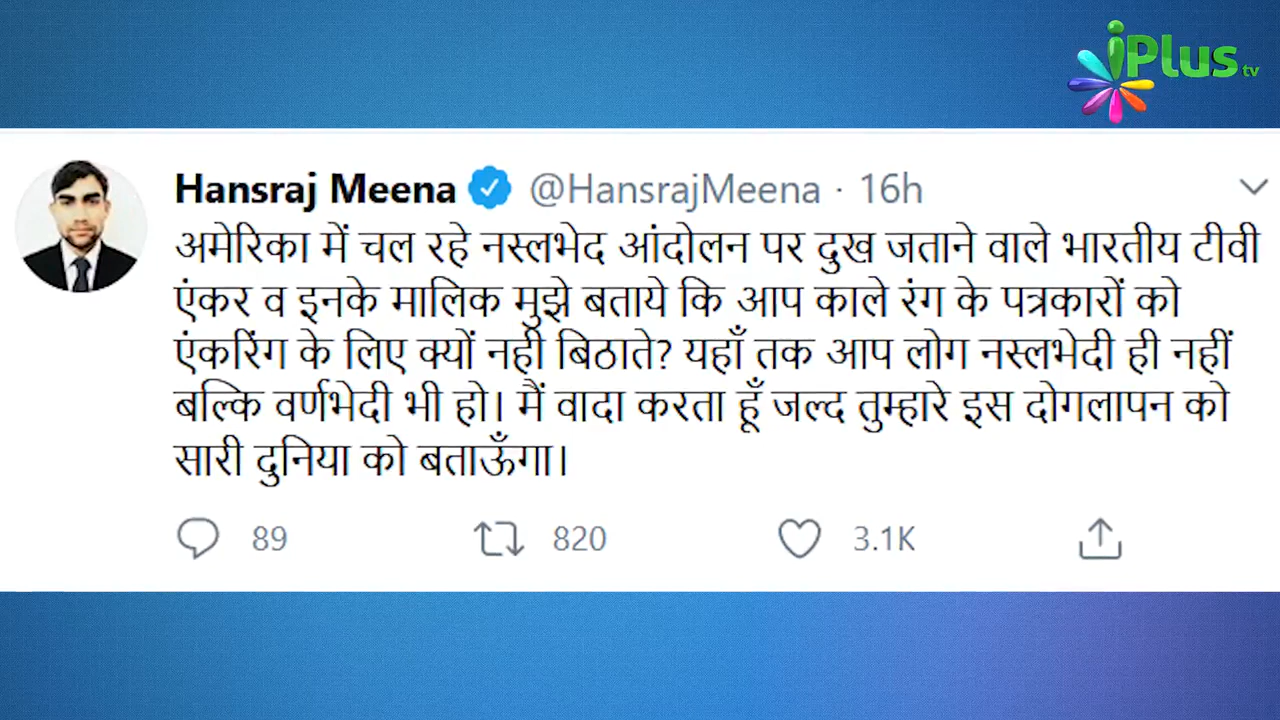 iPlus tv
Hansraj Meena @HansrajMeena · 16h
अमेरिका में चल रहे नस्लभेद आंदोलन पर दुख जताने वाले भारतीय टीवी
एंकर व इनके मालिक मुझे बताये कि आप काले रंग के पत्रकारों को
एंकरिंग के लिए क्यों नही बिठाते? यहाँ तक आप लोग नस्लभेदी ही नहीं
बल्कि वर्णभेदी भी हो। मैं वादा करता हूँ जल्द तुम्हारे इस दोगलापन को
सारी दुनिया को बताऊँगा।
89 820 3.1K